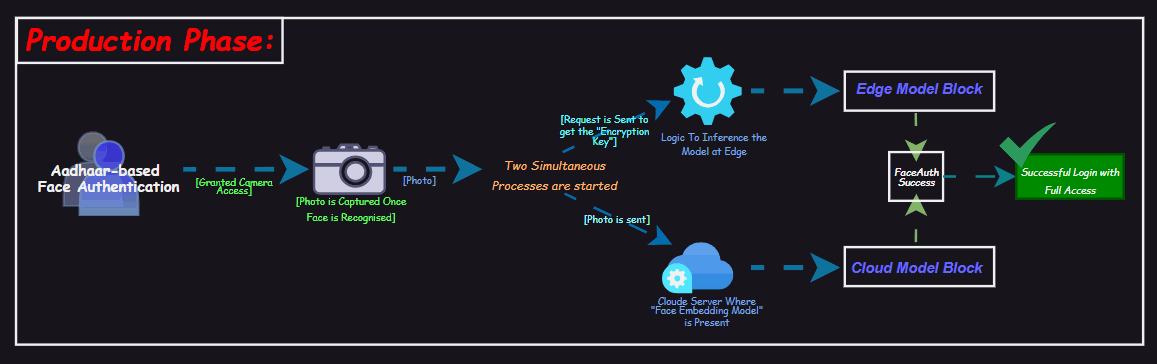 Production Phase:
Aadhaar-based
Face Authentication
[Granted Camera
Access]
[Photo is Captured Once
Face is Recognised]
[Photo]
Two Simultaneous
Processes are started
[Request is Sent to
get the "Encryption
Key"]
Logic To Inference the
Model at Edge
[Photo is sent]
Cloude Server Where
"Face Embedding Model"
is Present
Edge Model Block
FaceAuth
Success
Cloud Model Block
Successful Login with
Full Access